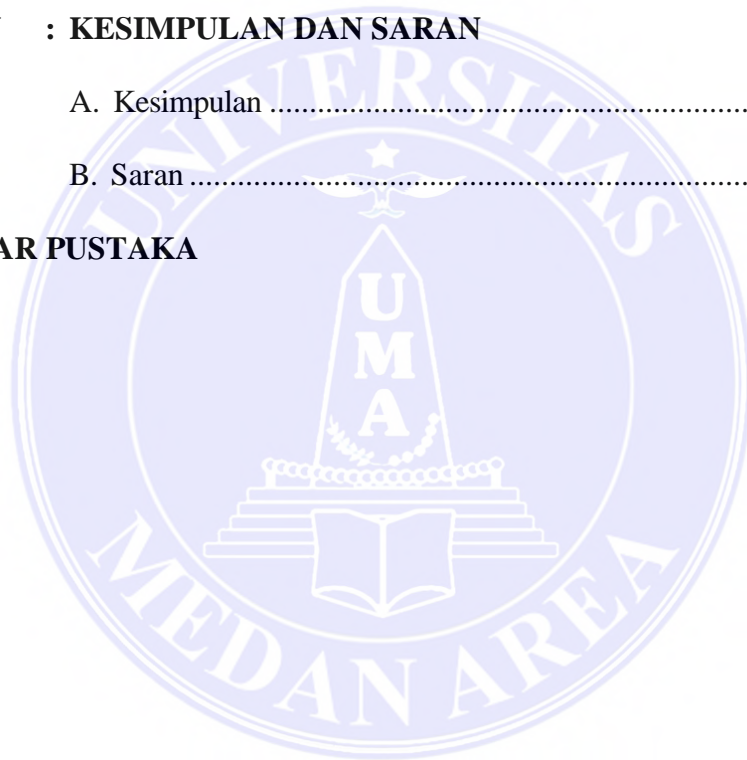 : KESIMPULAN DAN SARAN
A. Kesimpulan ............................................................
B. Saran ......................................................................
AR PUSTAKA
UNIVERSITAS
U
M
A
MEDAN AREA